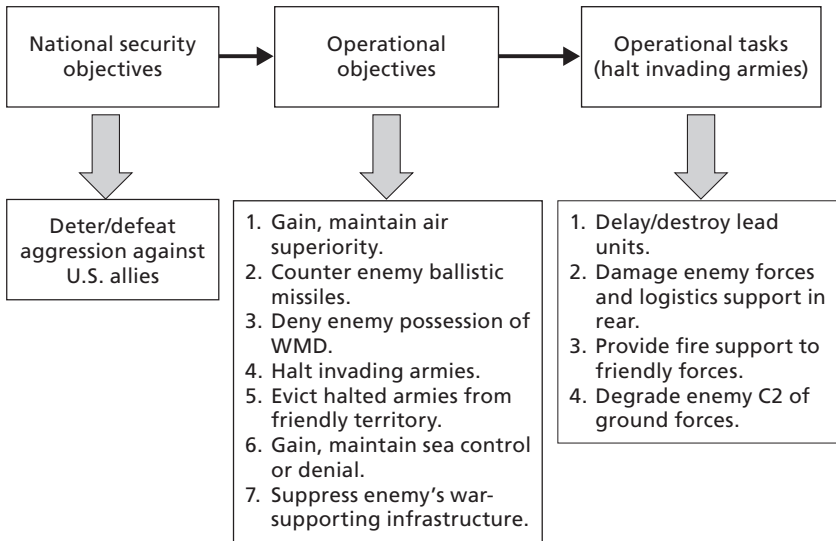 National security
objectives
Operational
objectives
Operational tasks
(halt invading armies)
Deter/defeat
aggression against
U.S. allies
1. Gain, maintain air
superiority.
2. Counter enemy ballistic
missiles.
3. Deny enemy possession of
WMD.
4. Halt invading armies.
5. Evict halted armies from
friendly territory.
6. Gain, maintain sea control
or denial.
7. Suppress enemy's war-
supporting infrastructure.
1. Delay/destroy lead
units.
2. Damage enemy forces
and logistics support in
rear.
3. Provide fire support to
friendly forces.
4. Degrade enemy C2 of
ground forces.